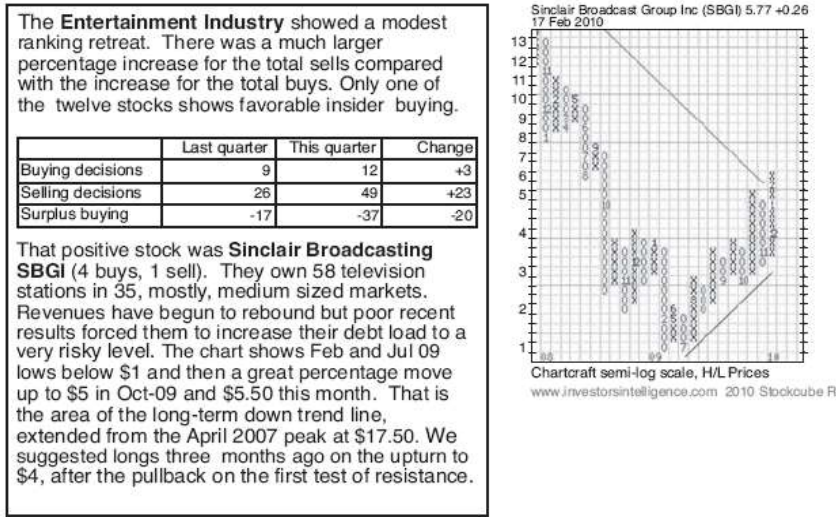 The Entertainment Industry showed a modest
ranking retreat. There was a much larger
percentage increase for the total sells compared
with the increase for the total buys. Only one of
the twelve stocks shows favorable insider buying.
Last quarter This quarter Change
Buying decisions 9 12 +3
Selling decisions 26 49 +23
Surplus buying -17 -37 -20
That positive stock was Sinclair Broadcasting
SBGI (4 buys, 1 sell). They own 58 television
stations in 35, mostly, medium sized markets.
Revenues have begun to rebound but poor recent
results forced them to increase their debt load to a
very risky level. The chart shows Feb and Jul 09
lows below $1 and then a great percentage move
up to $5 in Oct-09 and $5.50 this month. That is
the area of the long-term down trend line,
extended from the April 2007 peak at $17.50. We
suggested longs three months ago on the upturn to
$4, after the pullback on the first test of resistance.
Sinclair Broadcast Group Inc (SBGI) 5.77 +0.26
17 Feb 2010
13
12
11
10
9
8
7
6
5
4
3
2
1
08 09 10
Chartcraft semi-log scale, H/L Prices
www.investorsintelligence.com 2010 Stockcube R